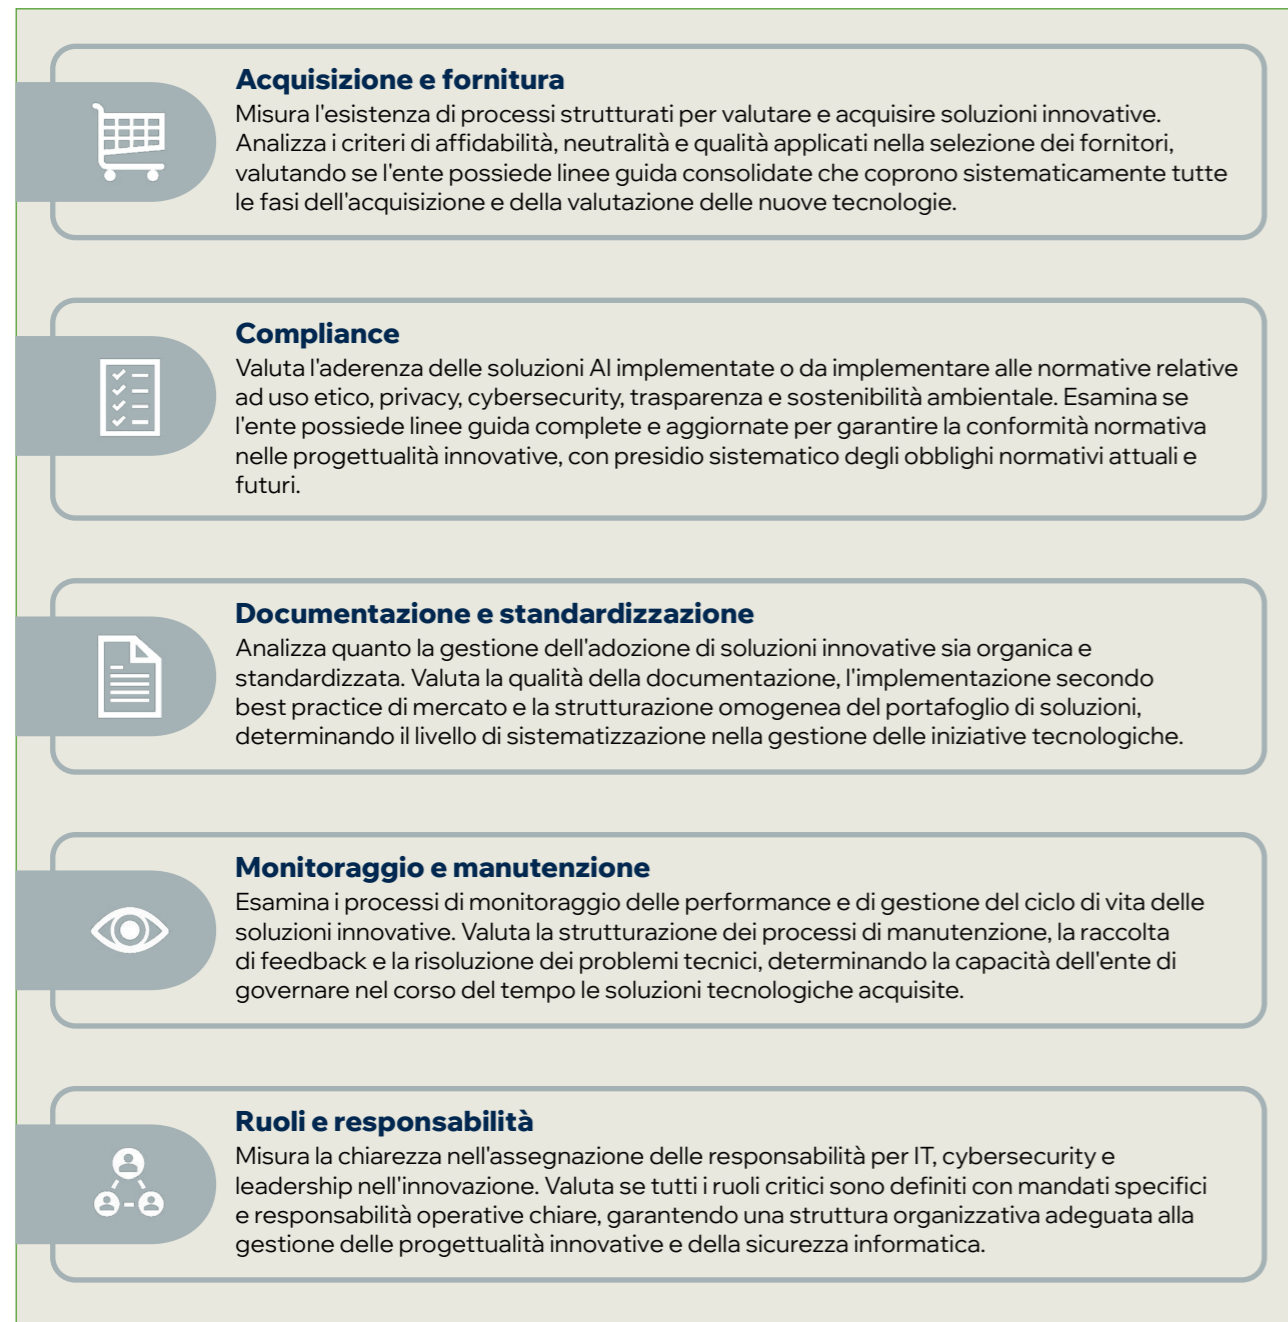 Acquisizione e fornitura
Misura l'esistenza di processi strutturati per valutare e acquisire soluzioni innovative.
Analizza i criteri di affidabilità, neutralità e qualità applicati nella selezione dei fornitori,
valutando se l'ente possiede linee guida consolidate che coprono sistematicamente tutte
le fasi dell'acquisizione e della valutazione delle nuove tecnologie.
Compliance
Valuta l'aderenza delle soluzioni AI implementate o da implementare alle normative relative
ad uso etico, privacy, cybersecurity, trasparenza e sostenibilità ambientale. Esamina se
l'ente possiede linee guida complete e aggiornate per garantire la conformità normativa
nelle progettualità innovative, con presidio sistematico degli obblighi normativi attuali e
futuri.
Documentazione e standardizzazione
Analizza quanto la gestione dell'adozione di soluzioni innovative sia organica e
standardizzata. Valuta la qualità della documentazione, l'implementazione secondo
best practice di mercato e la strutturazione omogenea del portafoglio di soluzioni,
determinando il livello di sistematizzazione nella gestione delle iniziative tecnologiche.
Monitoraggio e manutenzione
Esamina i processi di monitoraggio delle performance e di gestione del ciclo di vita delle
soluzioni innovative. Valuta la strutturazione dei processi di manutenzione, la raccolta
di feedback e la risoluzione dei problemi tecnici, determinando la capacità dell'ente di
governare nel corso del tempo le soluzioni tecnologiche acquisite.
Ruoli e responsabilità
Misura la chiarezza nell'assegnazione delle responsabilità per IT, cybersecurity e
leadership nell'innovazione. Valuta se tutti i ruoli critici sono definiti con mandati specifici
e responsabilità operative chiare, garantendo una struttura organizzativa adeguata alla
gestione delle progettualità innovative e della sicurezza informatica.